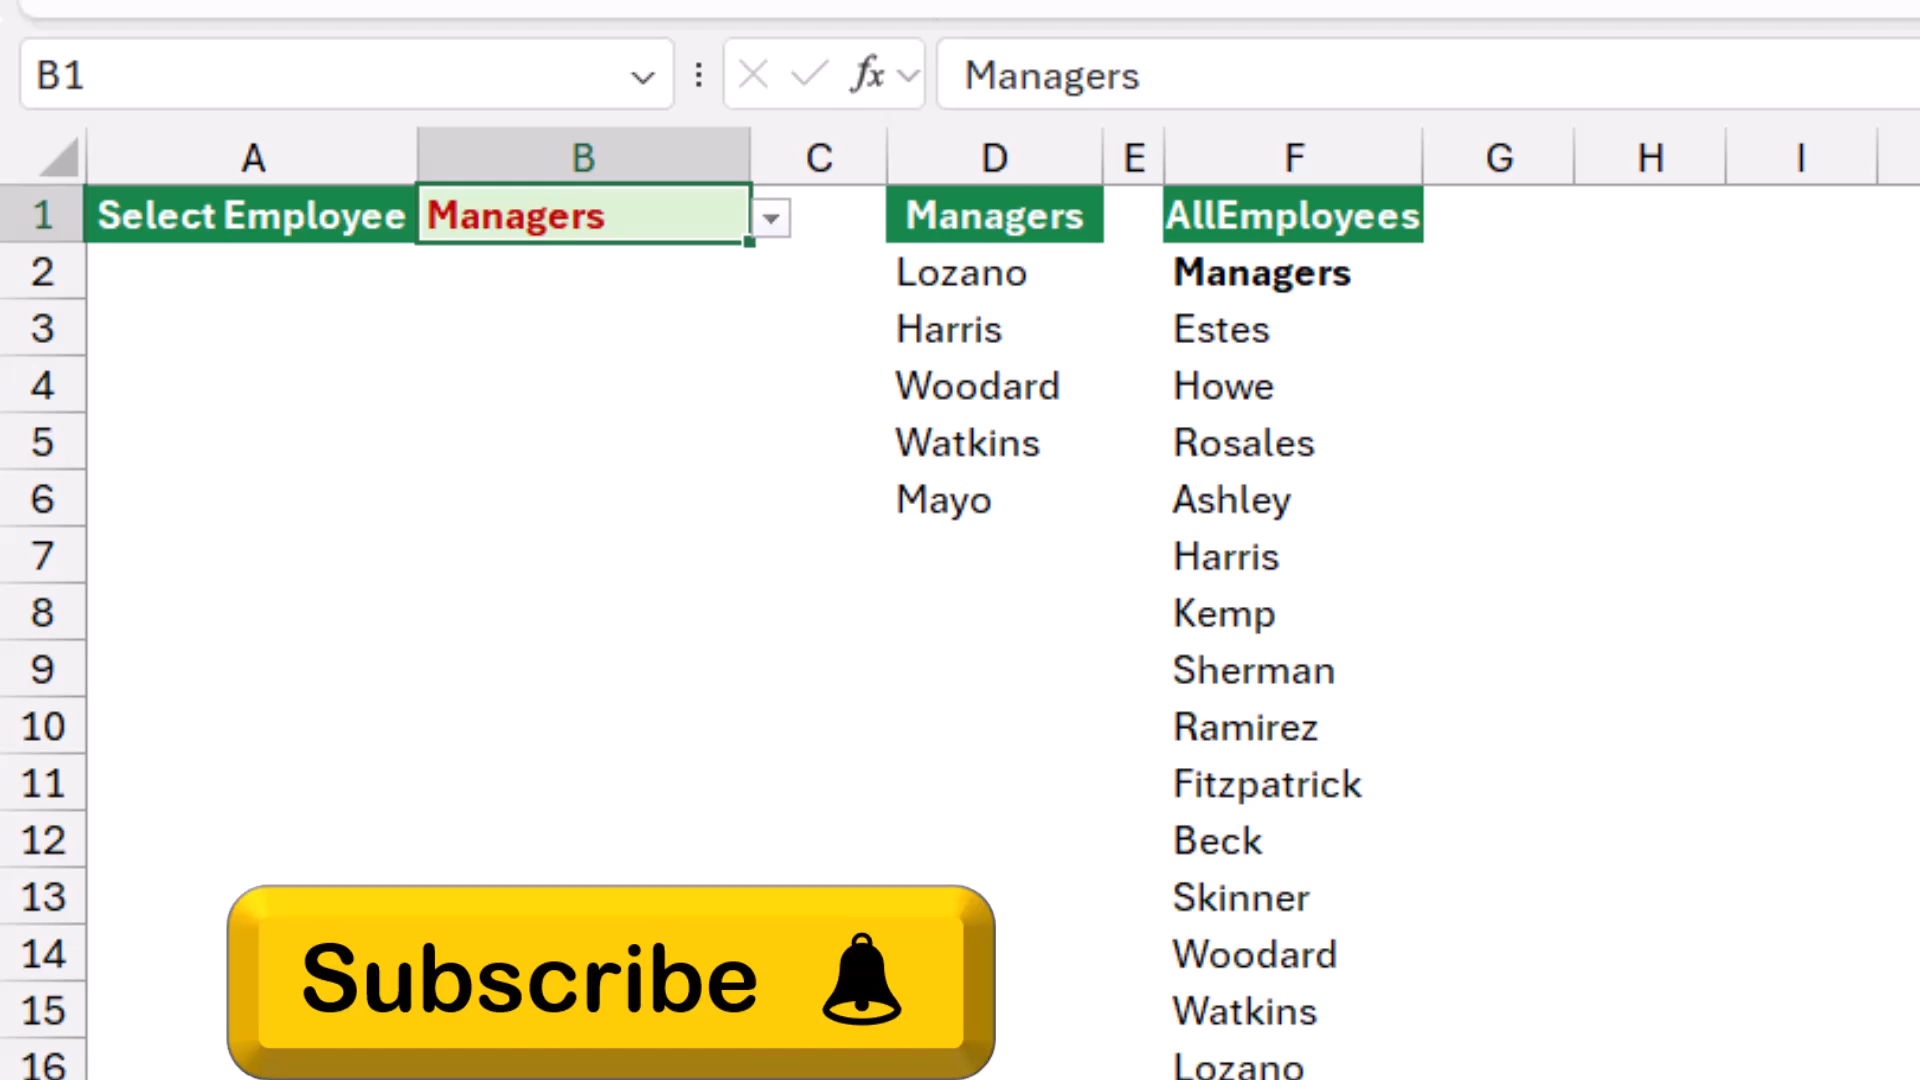 B1 fx Managers
A B C D E F G H I
1 Select Employee Managers Managers AllEmployees
2 Lozano Managers
3 Harris Estes
4 Woodard Howe
5 Watkins Rosales
6 Mayo Ashley
7 Harris
8 Kemp
9 Sherman
10 Ramirez
11 Fitzpatrick
12 Beck
13 Skinner
14 Woodard
15 Watkins
16 Lozano
Subscribe